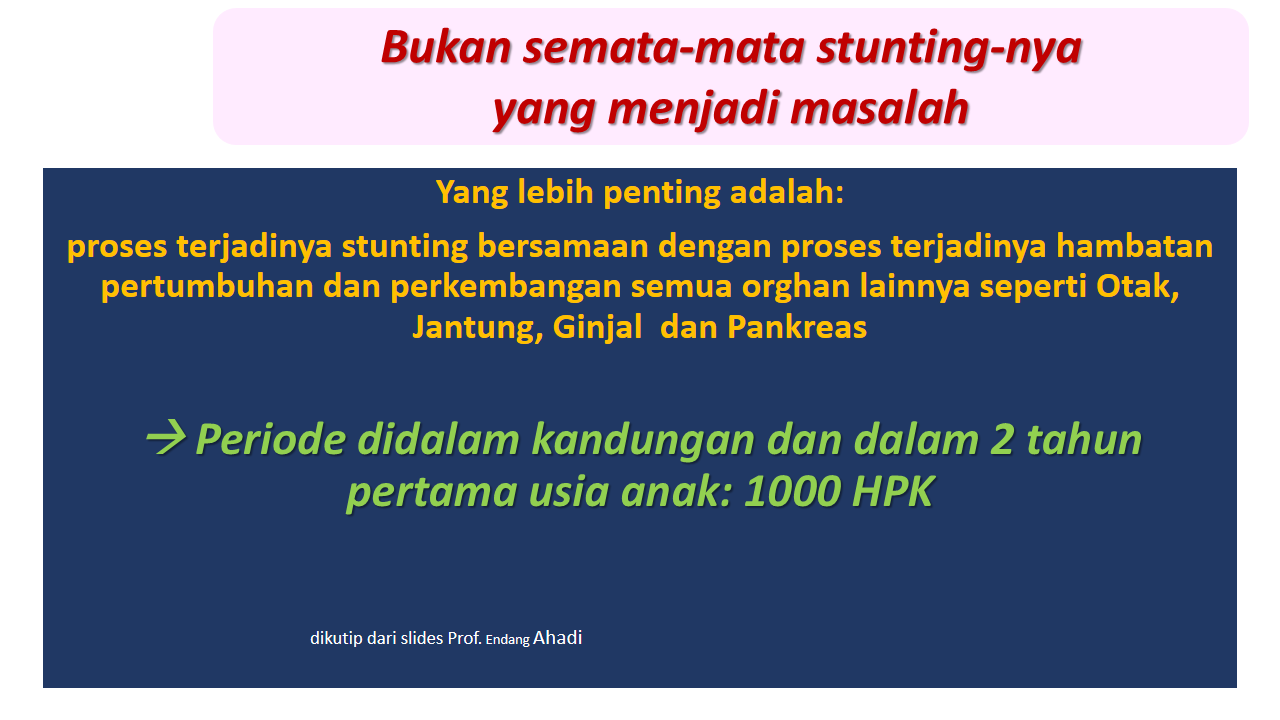 Bukan semata-mata stunting-nya
yang menjadi masalah
Yang lebih penting adalah:
proses terjadinya stunting bersamaan dengan proses terjadinya hambatan
pertumbuhan dan perkembangan semua orghan lainnya seperti Otak,
Jantung, Ginjal dan Pankreas
→ Periode didalam kandungan dan dalam 2 tahun
pertama usia anak: 1000 HPK
dikutip dari slides Prof. Endang Ahadi